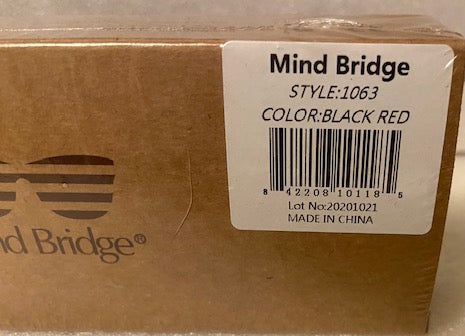 Mind Bridge
STYLE:1063
COLOR:BLACK RED
8 42208 10118 5
Lot No:20201021
MADE IN CHINA
nd Bridge®